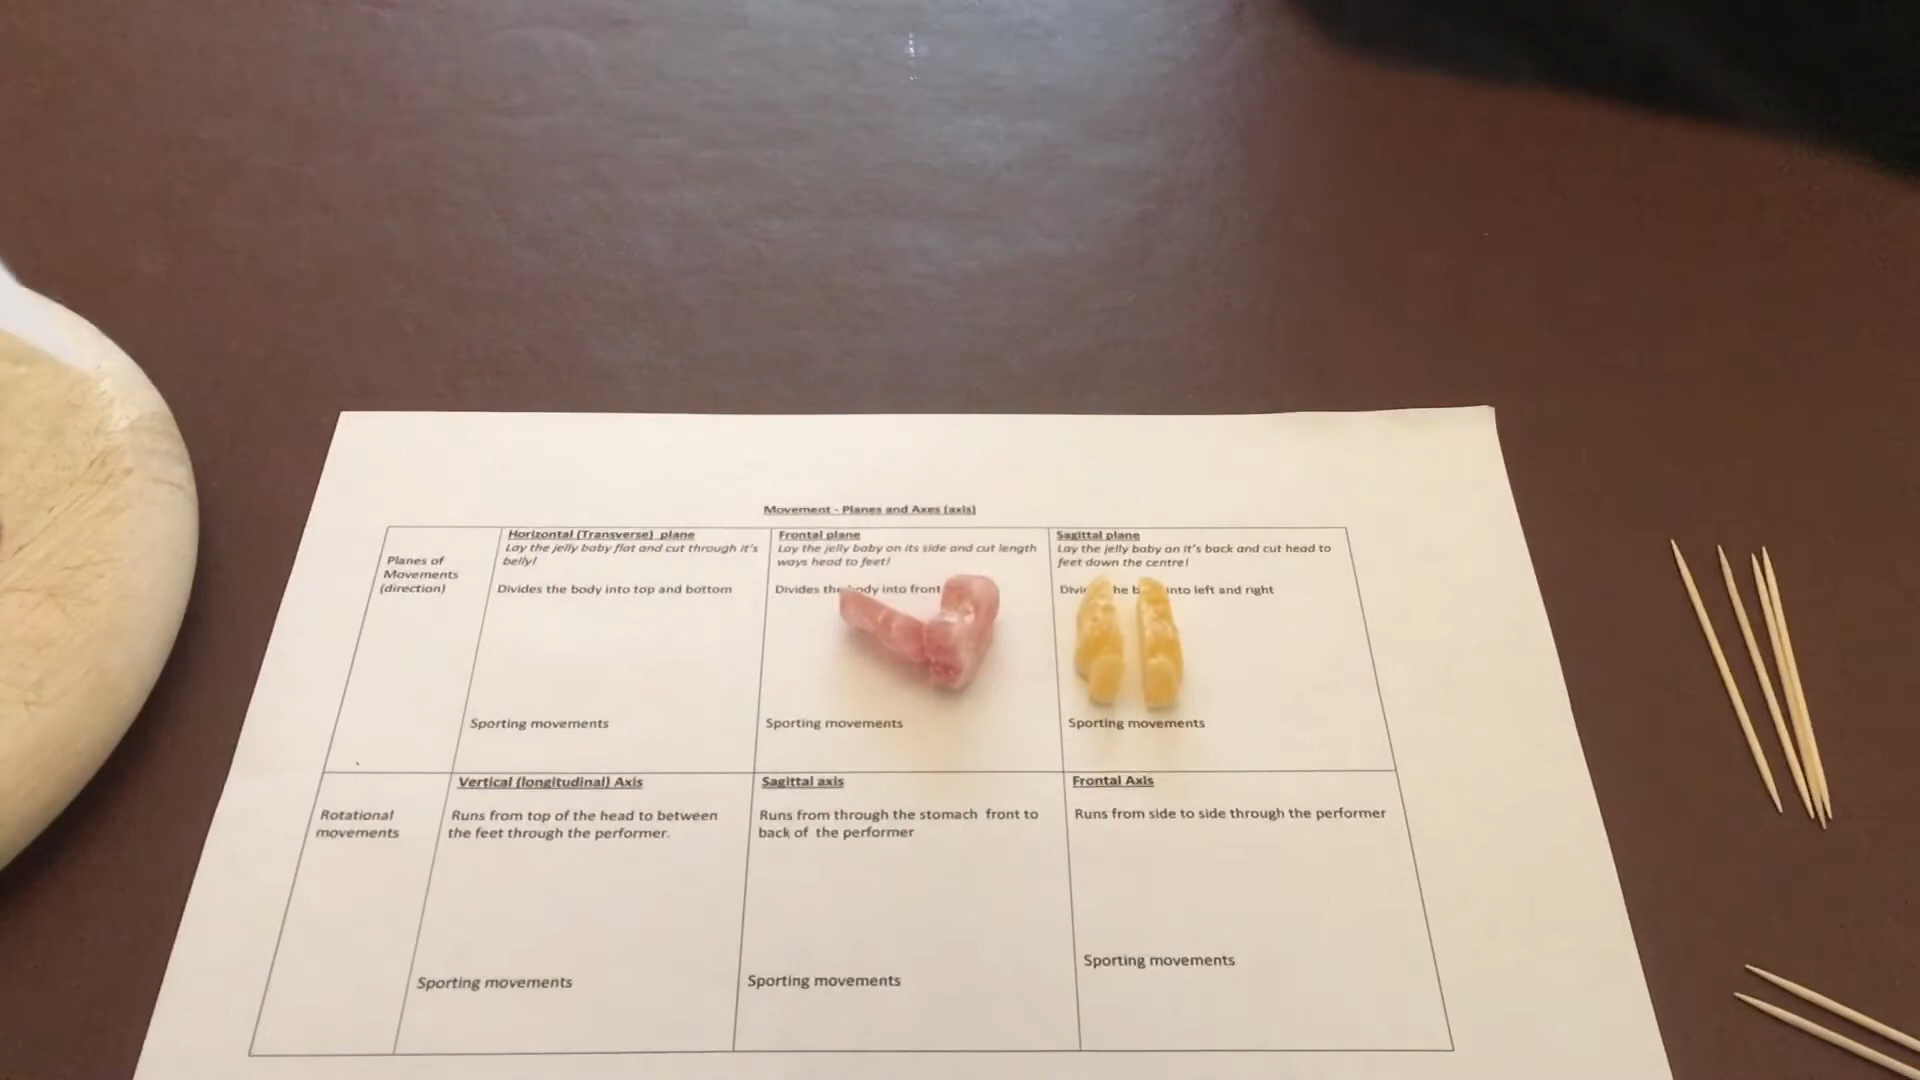 Movement - Planes and Axes (axis)
Planes of
Movements
(direction)
Horizontal (Transverse) plane
Lay the jelly baby flat and cut through it's
belly!
Divides the body into top and bottom
Sporting movements
Frontal plane
Lay the jelly baby on its side and cut length
ways head to feet!
Divides the body into front
Sporting movements
Sagittal plane
Lay the jelly baby on it's back and cut head to
feet down the centre!
into left and right
Sporting movements
Rotational
movements
Vertical (longitudinal) Axis
Runs from top of the head to between
the feet through the performer.
Sporting movements
Sagittal axis
Runs from through the stomach front to
back of the performer
Sporting movements
Frontal Axis
Runs from side to side through the performer
Sporting movements